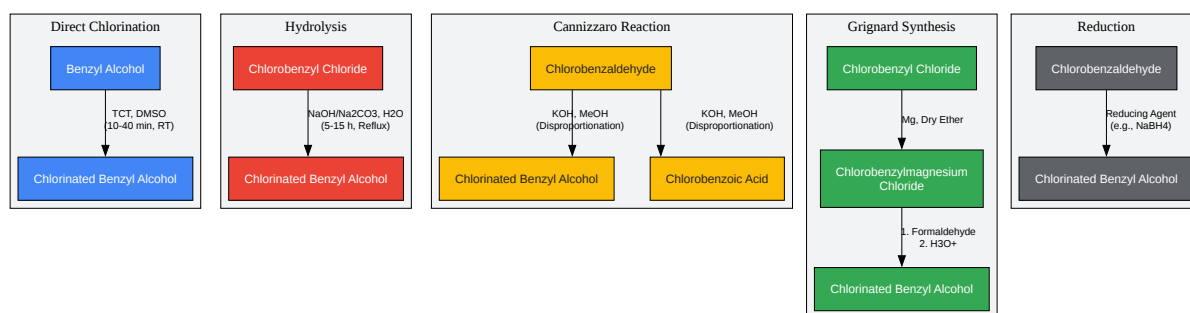 Direct Chlorination
Benzyl Alcohol
TCT, DMSO
(10-40 min, RT)
Chlorinated Benzyl Alcohol
Hydrolysis
Chlorobenzyl Chloride
NaOH/Na2CO3, H2O
(5-15 h, Reflux)
Chlorinated Benzyl Alcohol
Cannizzaro Reaction
Chlorobenzaldehyde
KOH, MeOH
(Disproportionation)
KOH, MeOH
(Disproportionation)
Chlorinated Benzyl Alcohol
Chlorobenzoic Acid
Grignard Synthesis
Chlorobenzyl Chloride
Mg, Dry Ether
Chlorobenzylmagnesium
Chloride
1. Formaldehyde
2. H3O+
Chlorinated Benzyl Alcohol
Reduction
Chlorobenzaldehyde
Reducing Agent
(e.g., NaBH4)
Chlorinated Benzyl Alcohol